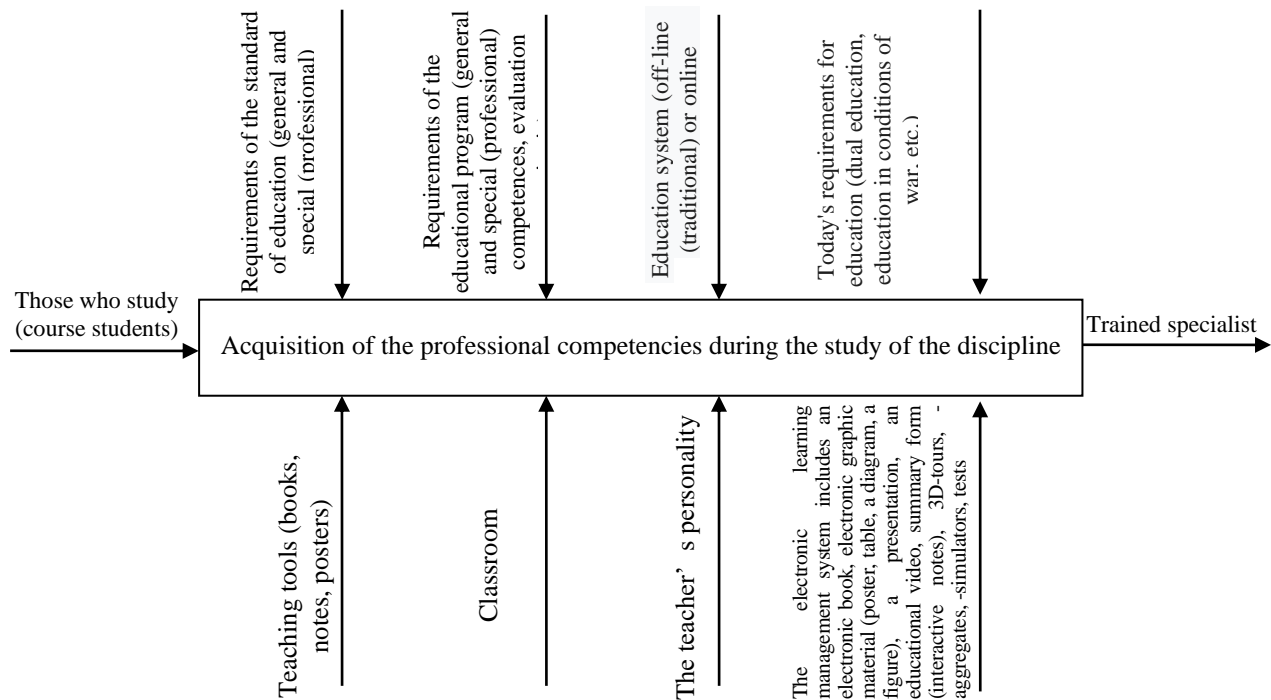 Requirements of the standard
of education (general and
special (professional)
Requirements of the
educational program (general
and special (professional)
competences, evaluation
Education system (off-line
(traditional) or online
Today's requirements for
education (dual education,
education in conditions of
war, etc.)
Those who study
(course students)
Acquisition of the professional competencies during the study of the discipline
Trained specialist
Teaching tools (books,
notes, posters)
Classroom
The teacher’ s personality
The electronic learning
management system includes an
electronic book, electronic graphic
material (poster, table, a diagram, a
figure), a presentation, an
educational video, summary form
(interactive notes), 3D-tours, -
aggregates, -simulators, tests